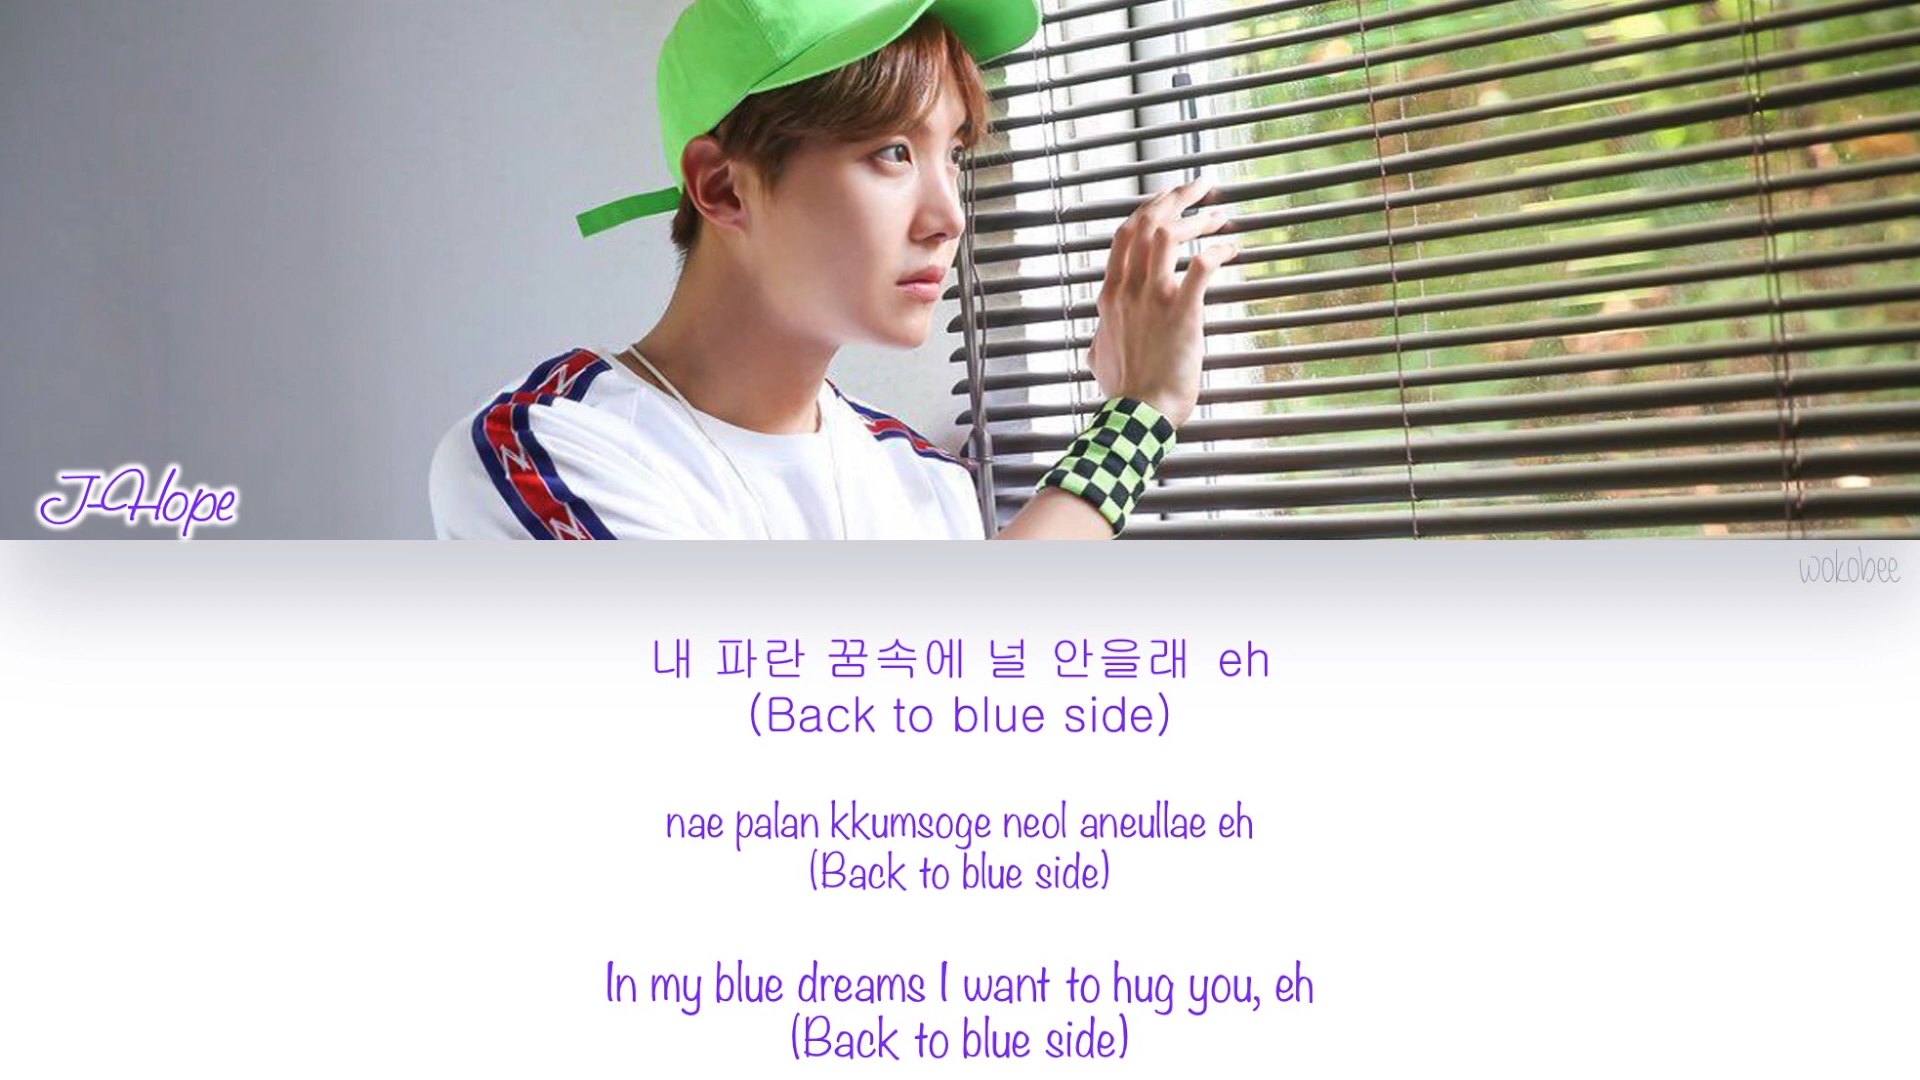 J-Hope
wokobee
내 파란 꿈속에 널 안을래 eh
(Back to blue side)
nae palan kkumsoge neol aneullae eh
(Back to blue side)
In my blue dreams I want to hug you, eh
(Back to blue side)